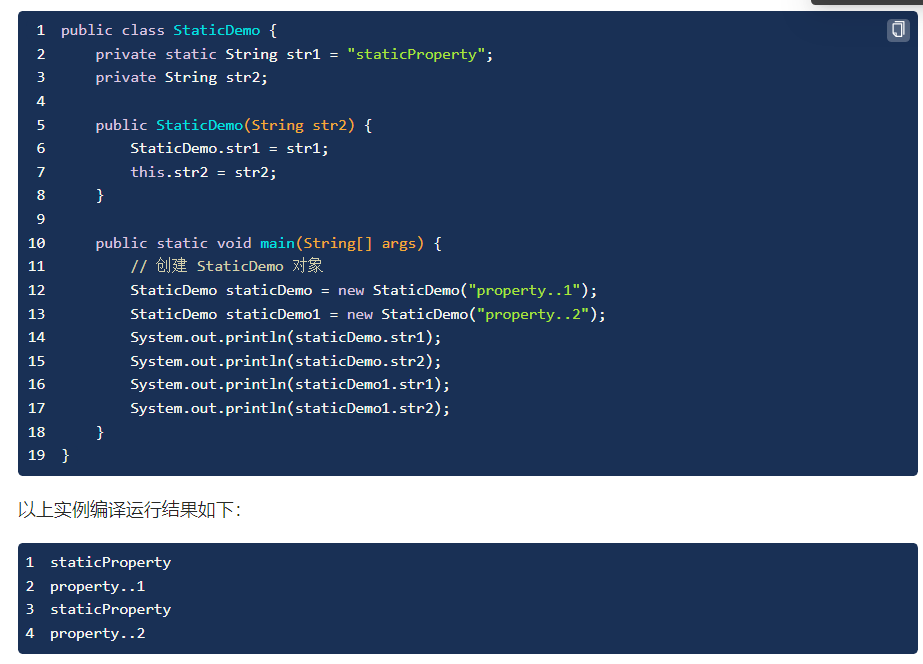 1 public class StaticDemo {
2 private static String str1 = "staticProperty";
3 private String str2;
4
5 public StaticDemo(String str2) {
6 StaticDemo.str1 = str1;
7 this.str2 = str2;
8 }
9
10 public static void main(String[] args) {
11 // 创建 StaticDemo 对象
12 StaticDemo staticDemo = new StaticDemo("property..1");
13 StaticDemo staticDemo1 = new StaticDemo("property..2");
14 System.out.println(staticDemo.str1);
15 System.out.println(staticDemo.str2);
16 System.out.println(staticDemo1.str1);
17 System.out.println(staticDemo1.str2);
18 }
19 }
以上实例编译运行结果如下：
1 staticProperty
2 property..1
3 staticProperty
4 property..2